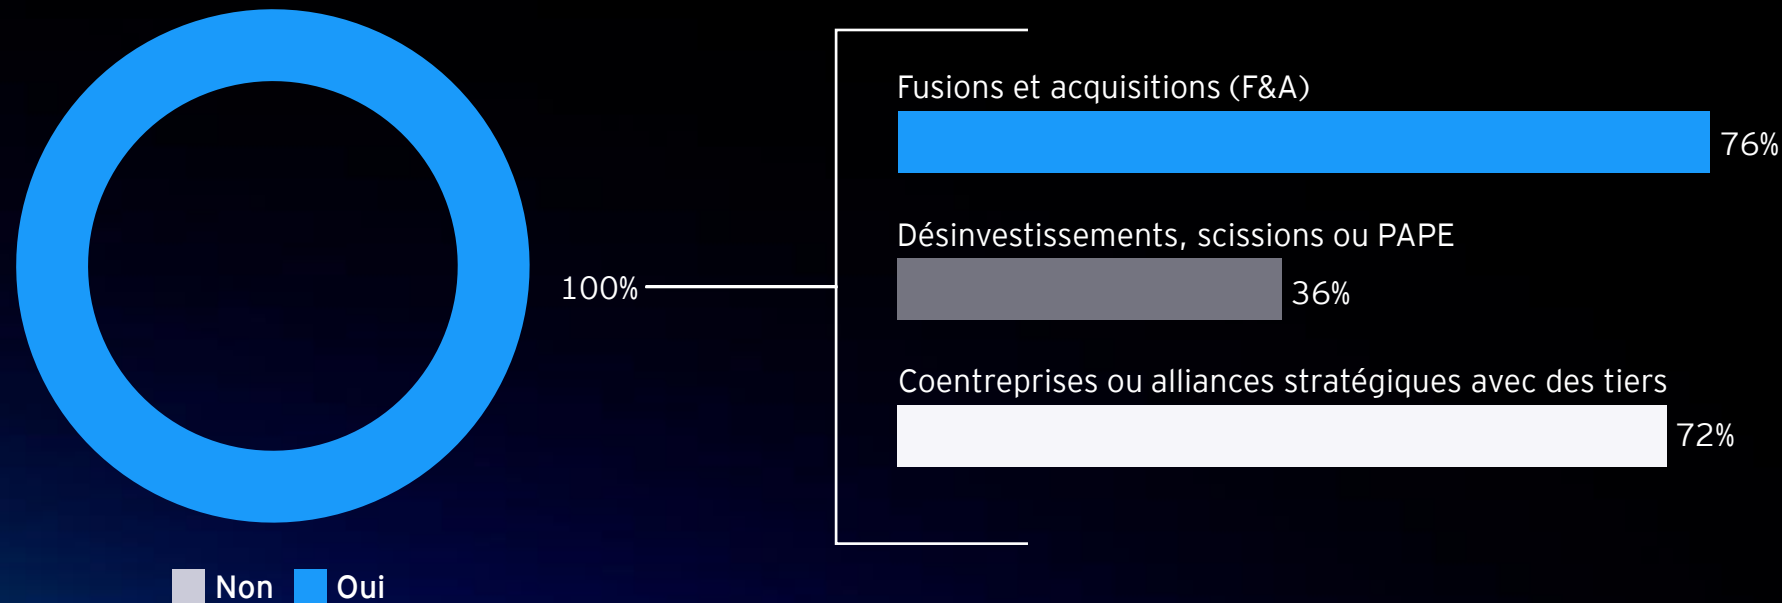 Fusions et acquisitions (F&A)
76%
Désinvestissements, scissions ou PAPE
36%
100%
Coentreprises ou alliances stratégiques avec des tiers
72%
Non
Oui